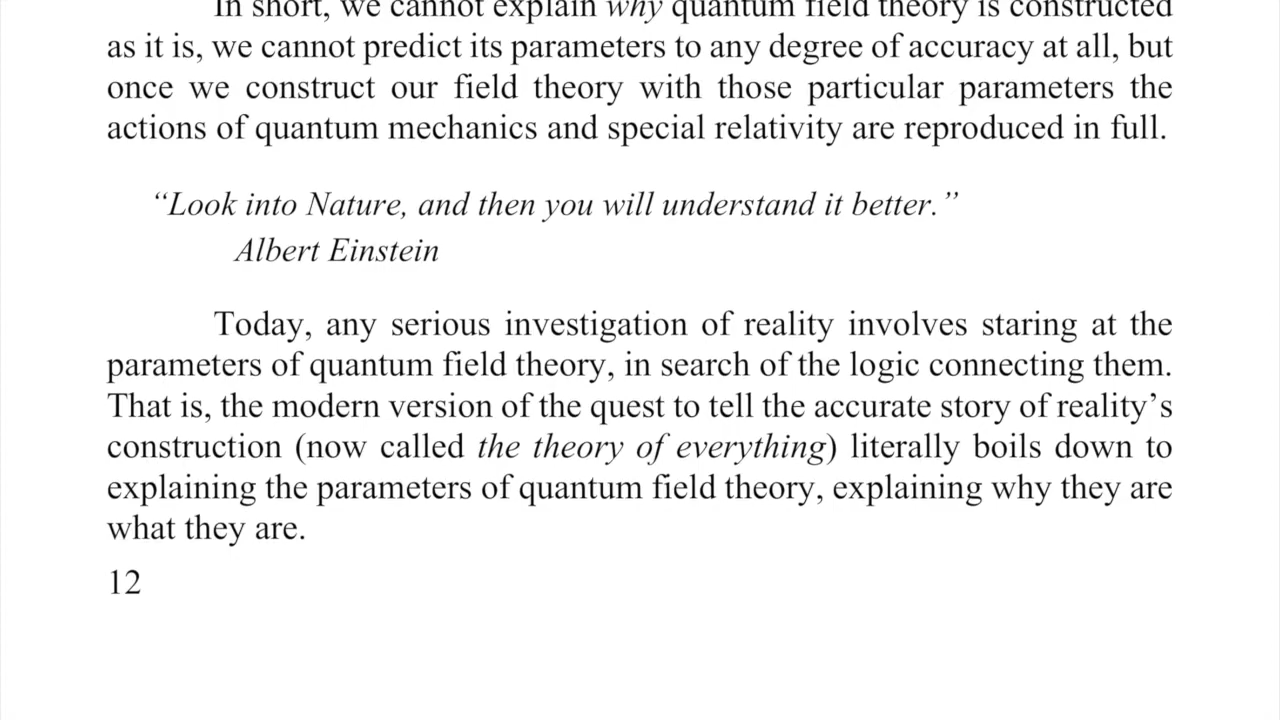 In short, we cannot explain why quantum field theory is constructed
as it is, we cannot predict its parameters to any degree of accuracy at all, but
once we construct our field theory with those particular parameters the
actions of quantum mechanics and special relativity are reproduced in full.
“Look into Nature, and then you will understand it better.”
Albert Einstein
Today, any serious investigation of reality involves staring at the
parameters of quantum field theory, in search of the logic connecting them.
That is, the modern version of the quest to tell the accurate story of reality’s
construction (now called the theory of everything) literally boils down to
explaining the parameters of quantum field theory, explaining why they are
what they are.
12